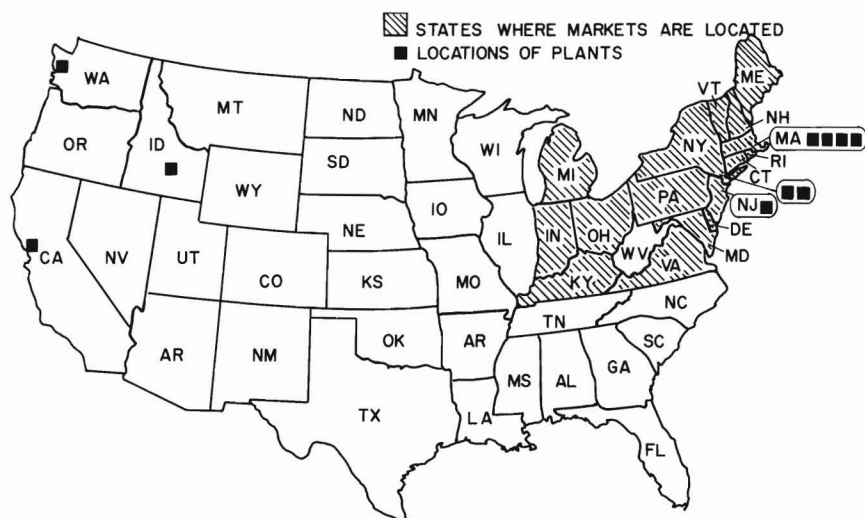 STATES WHERE MARKETS ARE LOCATED
LOCATIONS OF PLANTS
WA
MT
ND
MN
VT
ME
OR
ID
SD
WI
MI
NY
NH
MA
RI
CT
WY
IO
PA
NJ
NE
IL
IN
OH
DE
MD
CA
NV
UT
CO
KS
MO
WV
VA
KY
NC
TN
AR
NM
OK
AR
SC
MS
AL
GA
TX
LA
FL